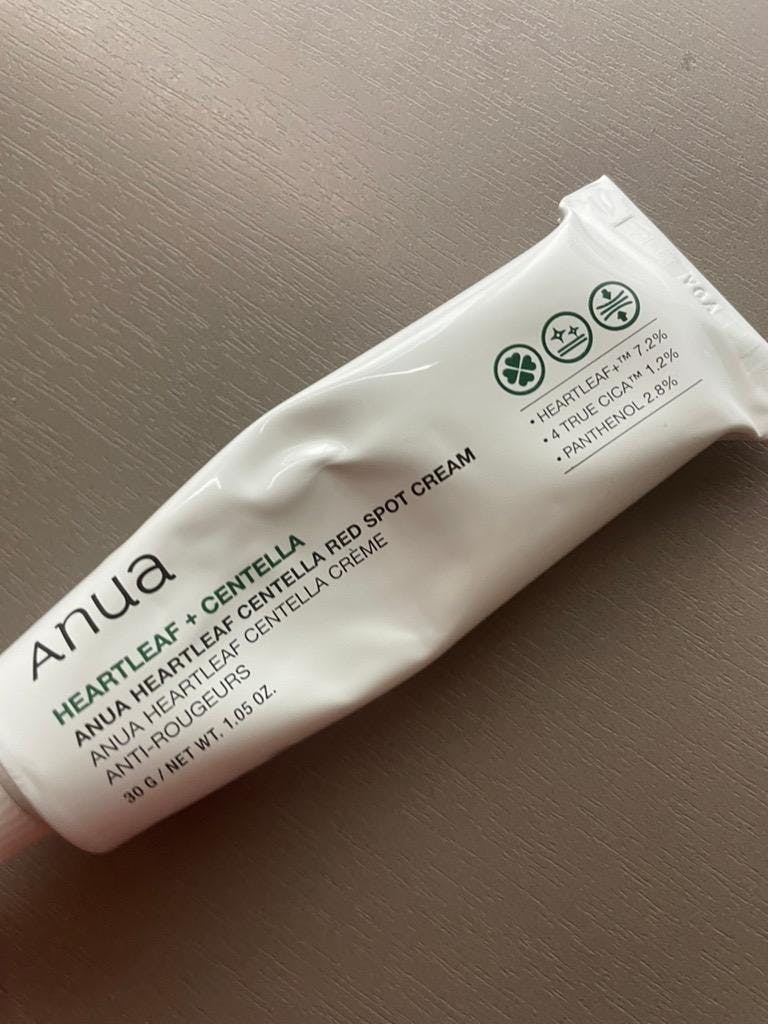 Anua
HEARTLEAF + CENTELLA
ANUA HEARTLEAF CENTELLA RED SPOT CREAM
ANUA HEARTLEAF CENTELLA CRÈME
ANTI-ROUGEURS
30 G / NET WT. 1.05 OZ.
• HEARTLEAF+™ 7.2%
• 4 TRUE CICA™ 1.2%
• PANTHENOL 2.8%